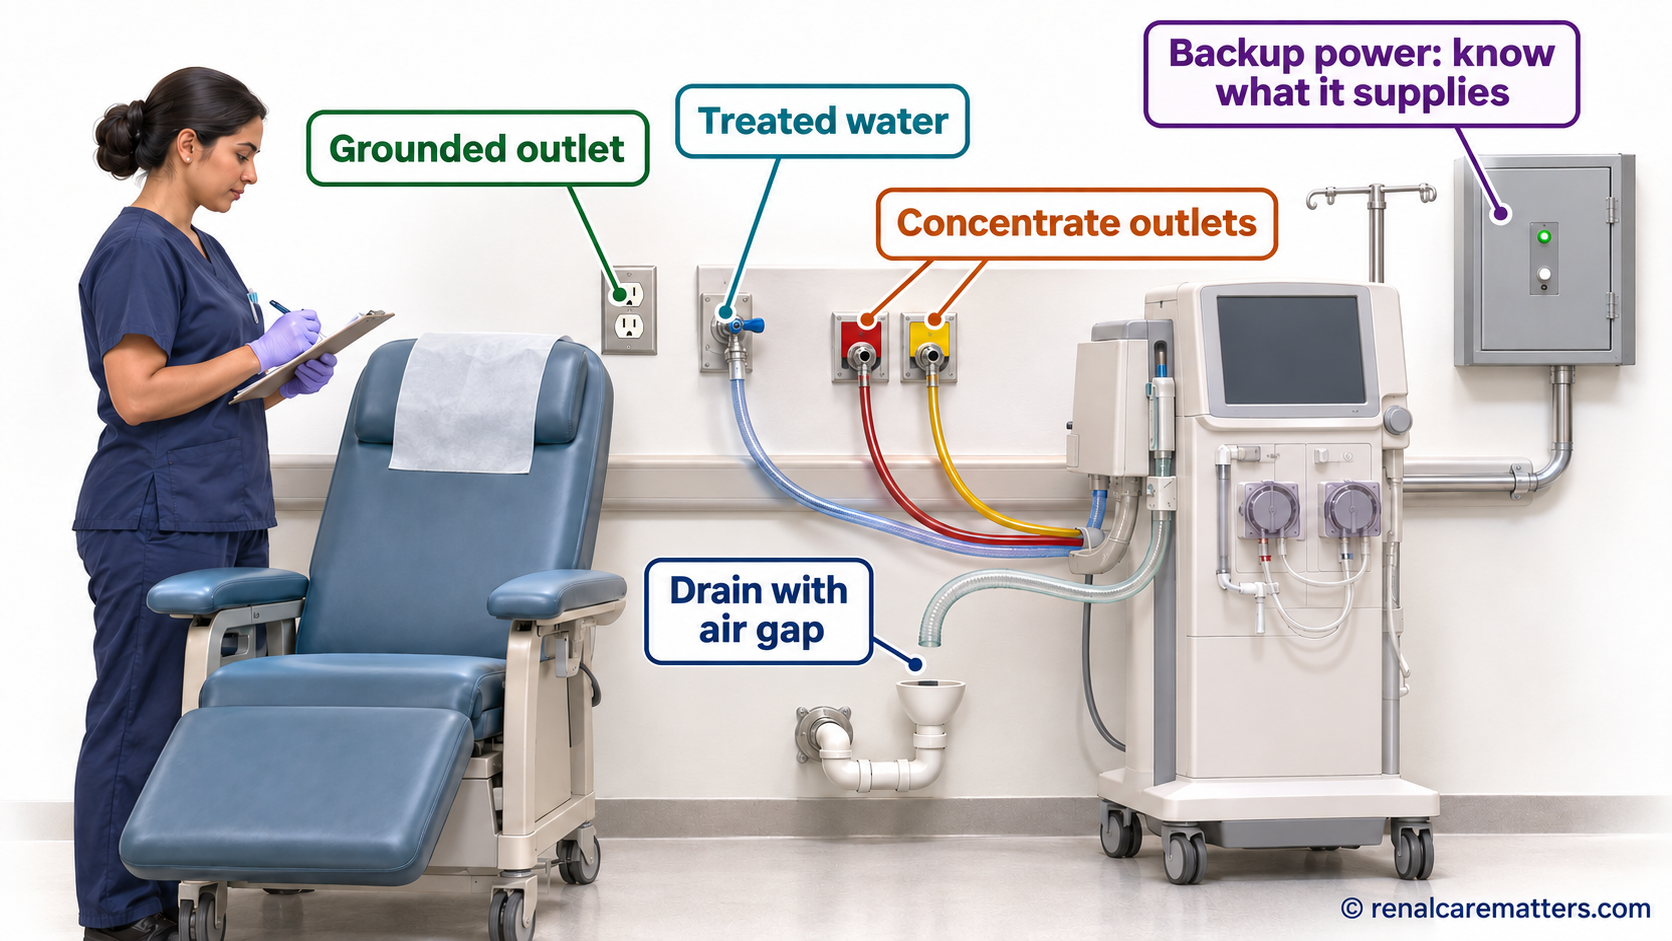 Backup power: know
what it supplies
Treated water
Grounded outlet
Concentrate outlets
Drain with
air gap
© renalcarematters.com